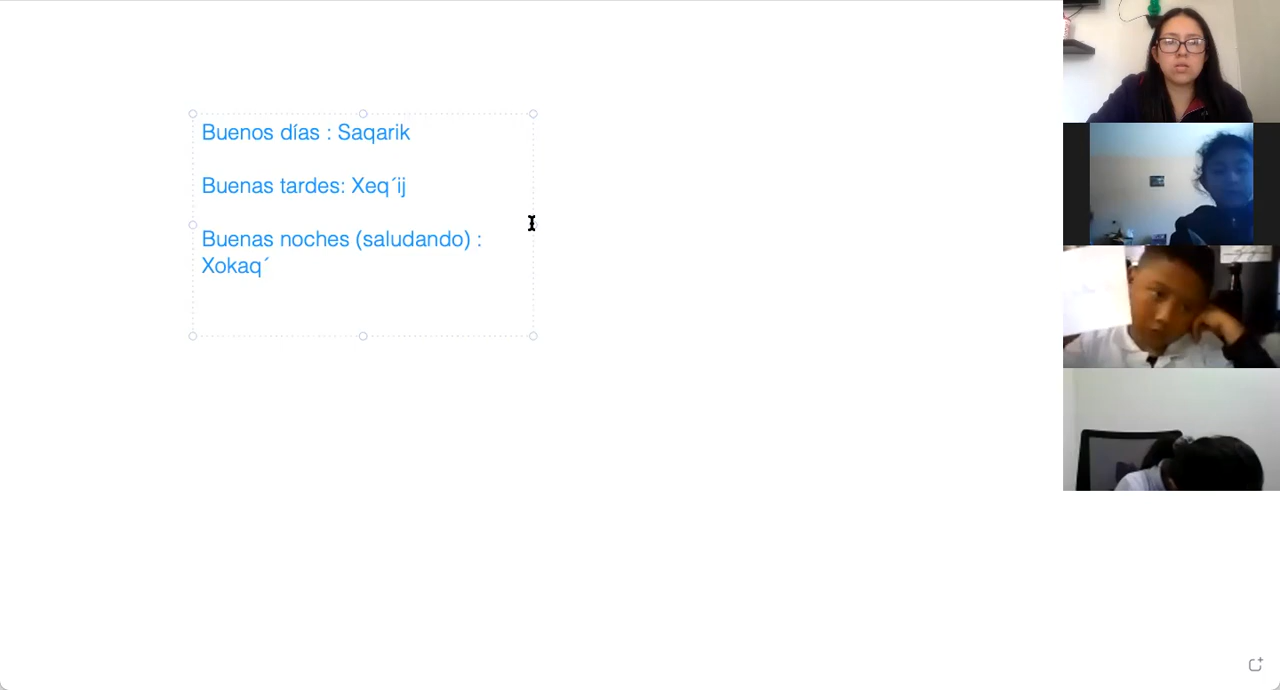 Buenos días : Saqarik
Buenas tardes: Xeq´ij
Buenas noches (saludando) :
Xokaq´